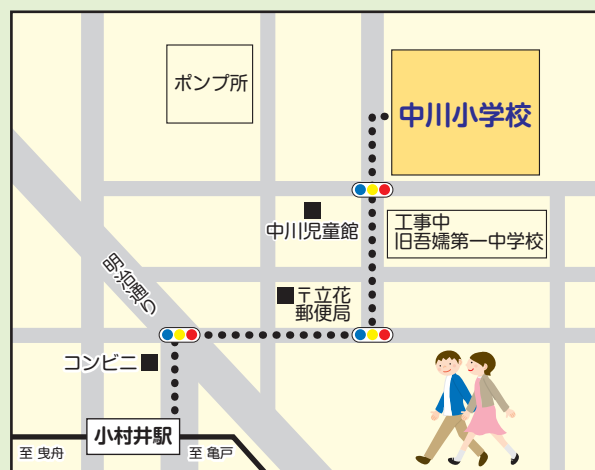 ポンプ所
中川小学校
中川児童館
工事中
旧吾嬬第一中学校
明治通り
〒立花
郵便局
コンビニ
小村井駅
至 曳舟
至 亀戸